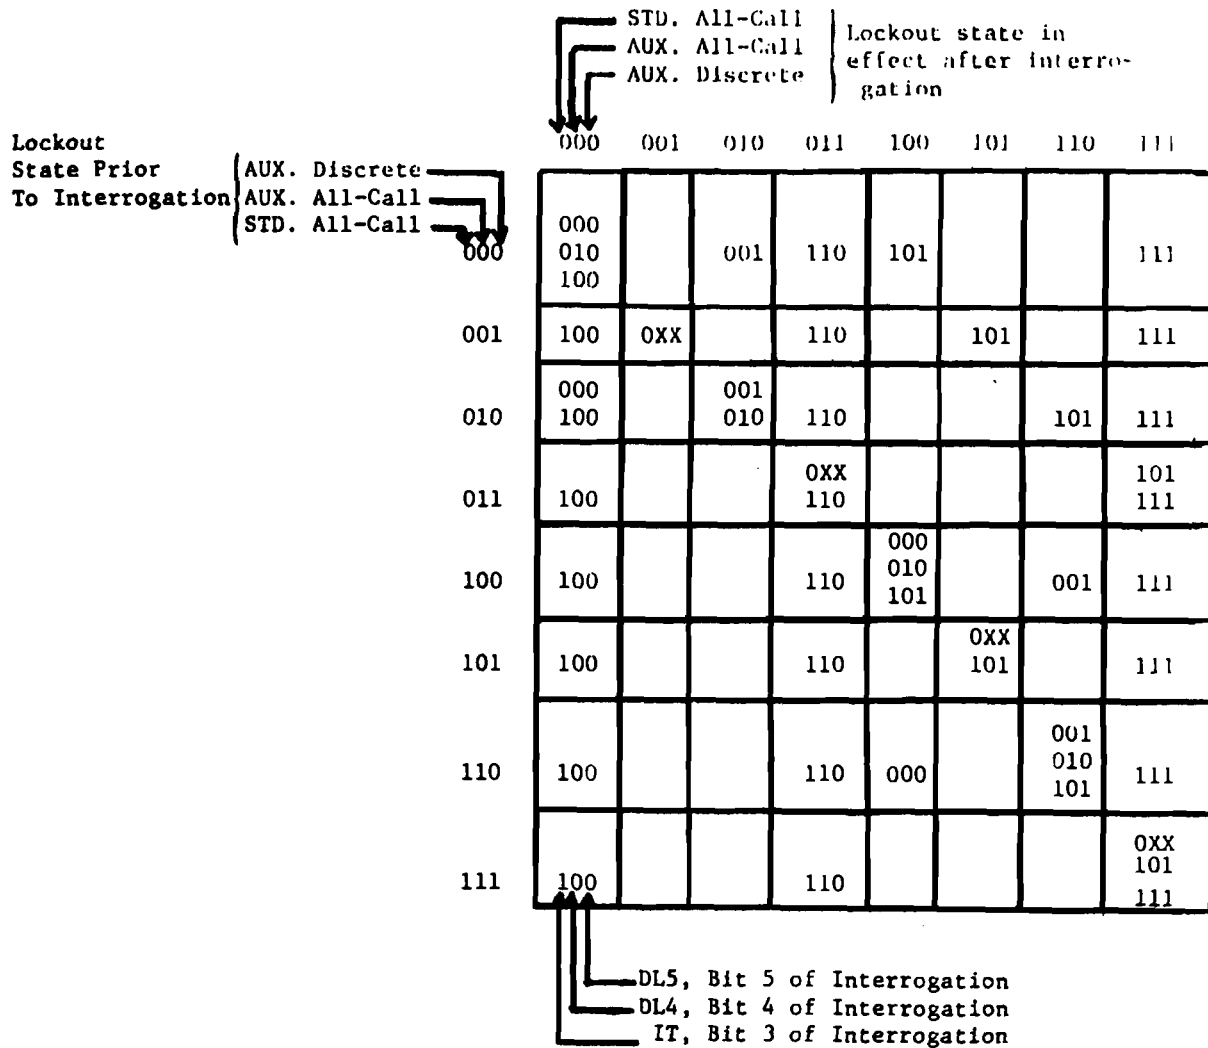 STD. All-Call
AUX. All-Call
AUX. Discrete
Lockout state in
effect after interro-
gation
Lockout
State Prior
To Interrogation
AUX. Discrete
AUX. All-Call
STD. All-Call
000 001 010 011 100 101 110 111
000
000
010 001 110 101 111
100
001 100 0XX 110 101 111
000 001
010 100 010 110 101 111
0XX 101
011 100 110 111
000
010
100 100 110 101 001 111
0XX
101 100 110 101 111
001
010
110 100 110 000 101 111
0XX
101
111 100 110 111
DL5, Bit 5 of Interrogation
DL4, Bit 4 of Interrogation
IT, Bit 3 of Interrogation